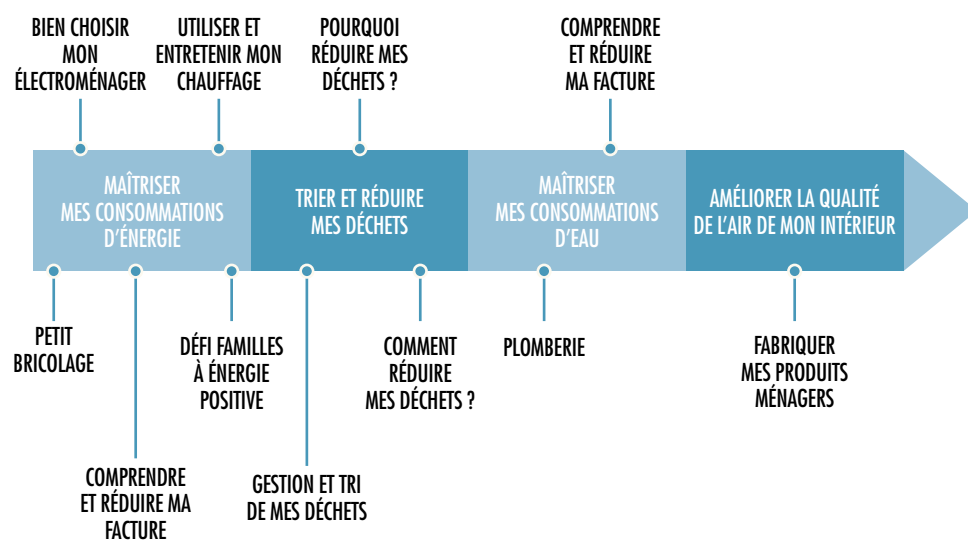 BIEN CHOISIR
MON
ÉLECTROMÉNAGER
UTILISER ET
ENTRETENIR MON
CHAUFFAGE
POURQUOI
RÉDUIRE MES
DÉCHETS ?
COMPRENDRE
ET RÉDUIRE
MA FACTURE
MAÎTRISER
MES CONSOMMATIONS
D'ÉNERGIE
TRIER ET RÉDUIRE
MES DÉCHETS
MAÎTRISER
MES CONSOMMATIONS
D'EAU
AMÉLIORER LA QUALITÉ
DE L'AIR DE MON INTÉRIEUR
PETIT
BRICOLAGE
DÉFI FAMILLES
À ÉNERGIE
POSITIVE
COMMENT
RÉDUIRE
MES DÉCHETS ?
PLOMBERIE
FABRIQUER
MES PRODUITS
MÉNAGERS
COMPRENDRE
ET RÉDUIRE MA
FACTURE
GESTION ET TRI
DE MES DÉCHETS